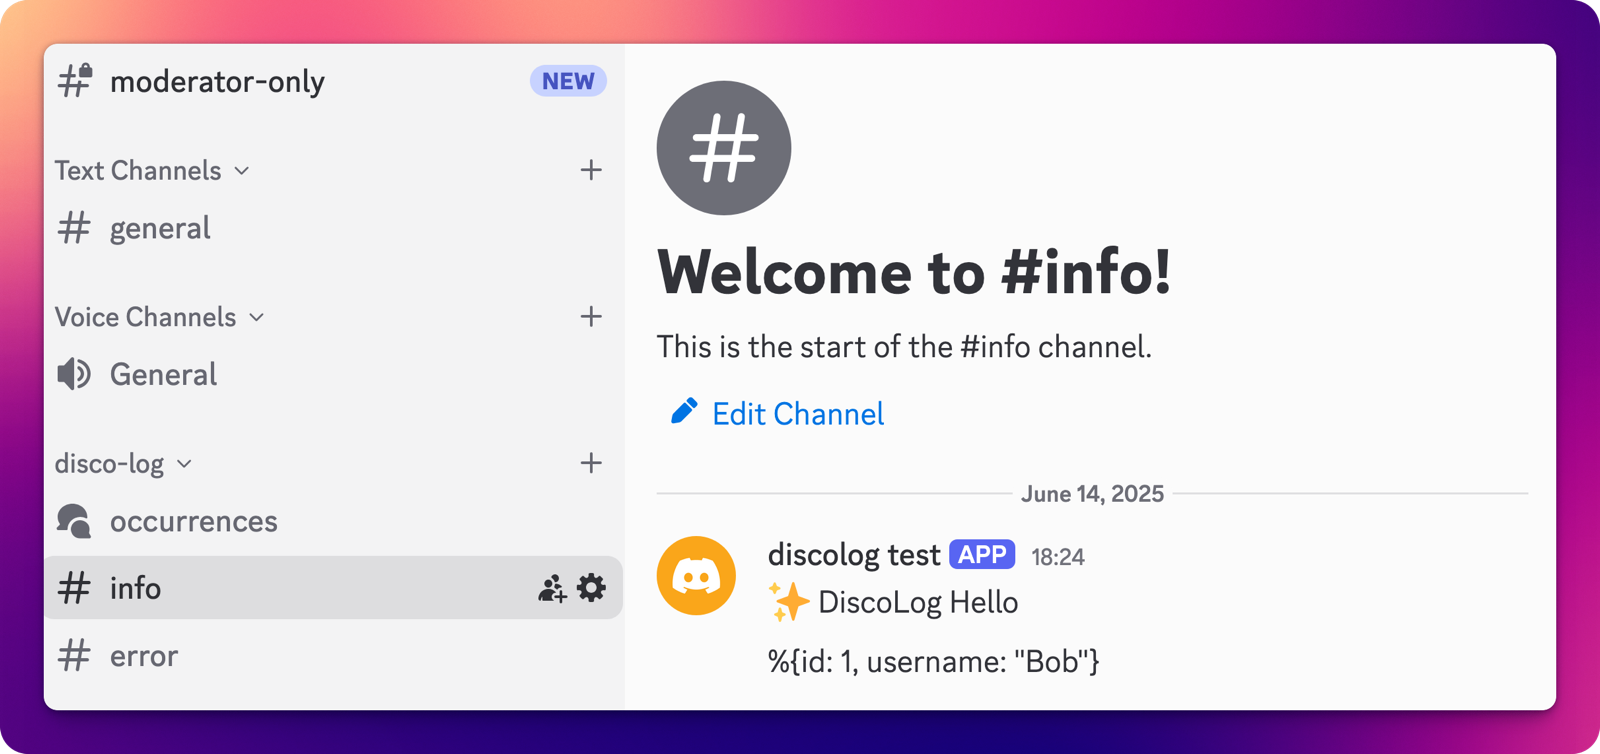 moderator-only NEW
Text Channels
general
Voice Channels
General
disco-log
occurrences
info
error
#
Welcome to #info!
This is the start of the #info channel.
Edit Channel
June 14, 2025
discolog test APP 18:24
✨ DiscoLog Hello
%{id: 1, username: "Bob"}